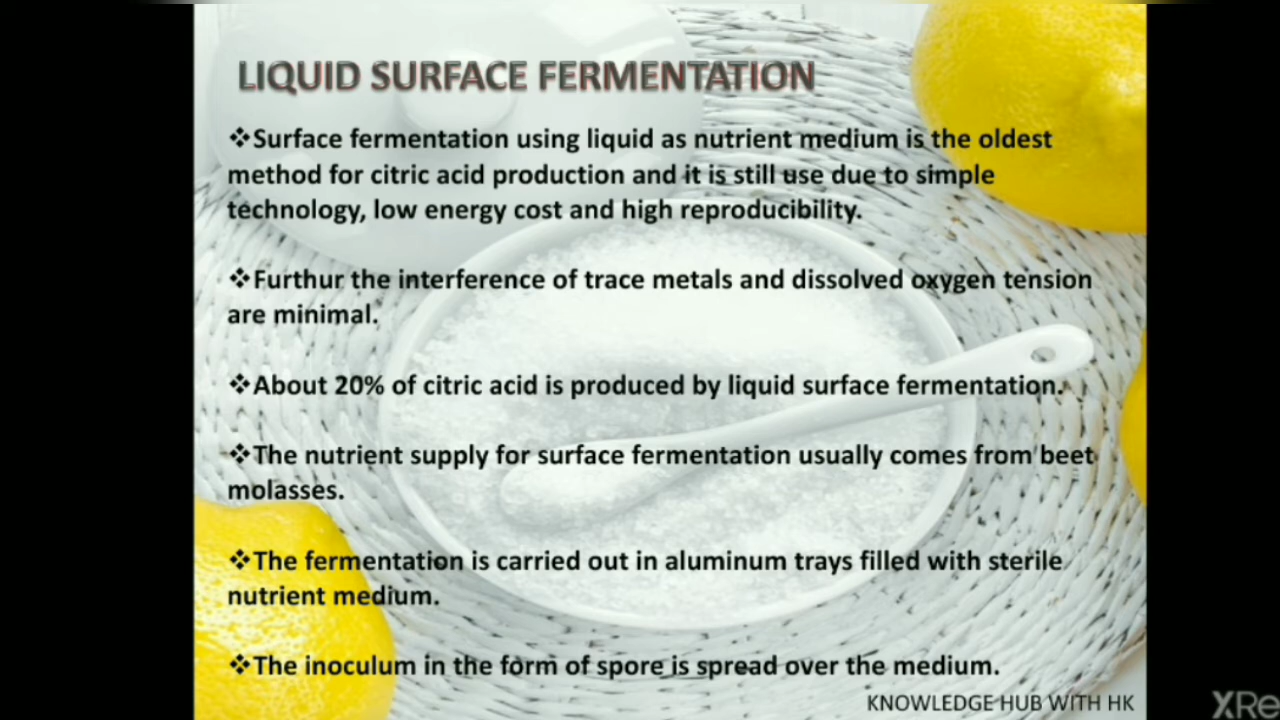 LIQUID SURFACE FERMENTATION
❖Surface fermentation using liquid as nutrient medium is the oldest
method for citric acid production and it is still use due to simple
technology, low energy cost and high reproducibility.
❖Furthur the interference of trace metals and dissolved oxygen tension
are minimal.
❖About 20% of citric acid is produced by liquid surface fermentation.
❖The nutrient supply for surface fermentation usually comes from beet
molasses.
❖The fermentation is carried out in aluminum trays filled with sterile
nutrient medium.
❖The inoculum in the form of spore is spread over the medium.
KNOWLEDGE HUB WITH HK